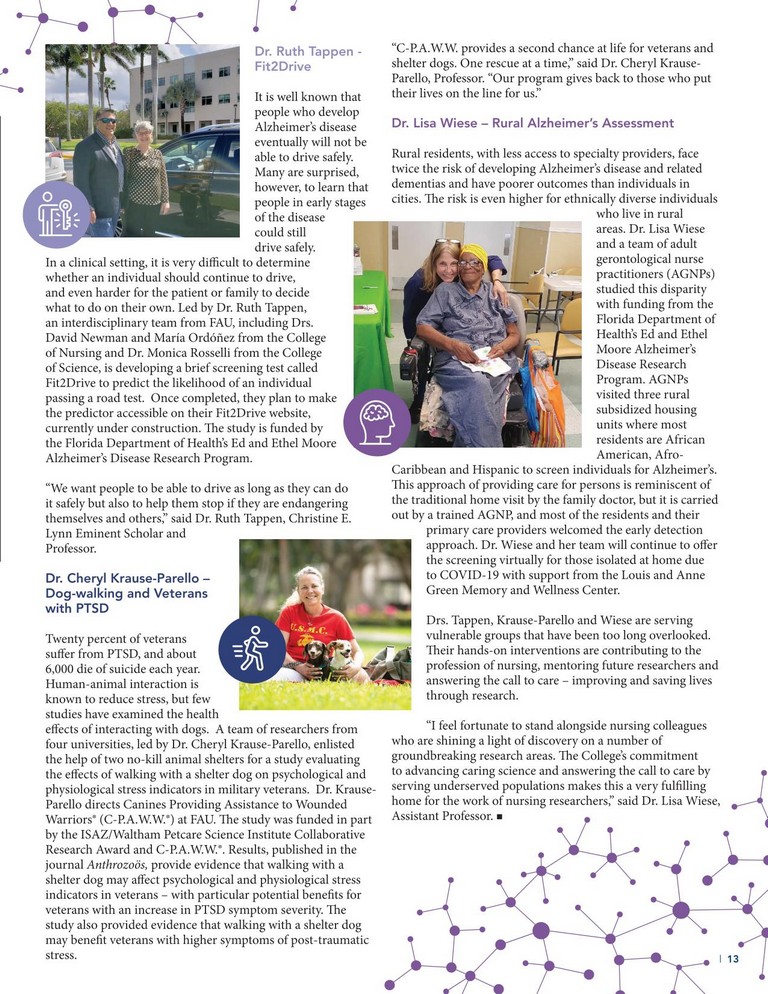 Dr. Ruth Tappen -
Fit2Drive
It is well known that
people who develop
Alzheimer’s disease
eventually will not be
able to drive safely.
Many are surprised,
however, to learn that
people in early stages
of the disease
could still
drive safely.
In a clinical setting, it is very difficult to determine
whether an individual should continue to drive,
and even harder for the patient or family to decide
what to do on their own. Led by Dr. Ruth Tappen,
an interdisciplinary team from FAU, including Drs.
David Newman and María Ordóñez from the College
of Nursing and Dr. Monica Rosselli from the College
of Science, is developing a brief screening test called
Fit2Drive to predict the likelihood of an individual
passing a road test. Once completed, they plan to make
the predictor accessible on their Fit2Drive website,
currently under construction. The study is funded by
the Florida Department of Health’s Ed and Ethel Moore
Alzheimer’s Disease Research Program.
“We want people to be able to drive as long as they can do
it safely but also to help them stop if they are endangering
themselves and others,” said Dr. Ruth Tappen, Christine E.
Lynn Eminent Scholar and
Professor.
Dr. Cheryl Krause-Parello –
Dog-walking and Veterans
with PTSD
Twenty percent of veterans
suffer from PTSD, and about
6,000 die of suicide each year.
Human-animal interaction is
known to reduce stress, but few
studies have examined the health
effects of interacting with dogs. A team of researchers from
four universities, led by Dr. Cheryl Krause-Parello, enlisted
the help of two no-kill animal shelters for a study evaluating
the effects of walking with a shelter dog on psychological and
physiological stress indicators in military veterans. Dr. Krause-
Parello directs Canines Providing Assistance to Wounded
Warriors® (C-P.A.W.W.®) at FAU. The study was funded in part
by the ISAZ/Waltham Petcare Science Institute Collaborative
Research Award and C-P.A.W.W.®. Results, published in the
journal Anthrozoös, provide evidence that walking with a
shelter dog may affect psychological and physiological stress
indicators in veterans – with particular potential benefits for
veterans with an increase in PTSD symptom severity. The
study also provided evidence that walking with a shelter dog
may benefit veterans with higher symptoms of post-traumatic
stress.
U.S.M.C.
“C-P.A.W.W. provides a second chance at life for veterans and
shelter dogs. One rescue at a time,” said Dr. Cheryl Krause-
Parello, Professor. “Our program gives back to those who put
their lives on the line for us.”
Dr. Lisa Wiese – Rural Alzheimer’s Assessment
Rural residents, with less access to specialty providers, face
twice the risk of developing Alzheimer’s disease and related
dementias and have poorer outcomes than individuals in
cities. The risk is even higher for ethnically diverse individuals
who live in rural
areas. Dr. Lisa Wiese
and a team of adult
gerontological nurse
practitioners (AGNPs)
studied this disparity
with funding from the
Florida Department of
Health’s Ed and Ethel
Moore Alzheimer’s
Disease Research
Program. AGNPs
visited three rural
subsidized housing
units where most
residents are African
American, Afro-
Caribbean and Hispanic to screen individuals for Alzheimer’s.
This approach of providing care for persons is reminiscent of
the traditional home visit by the family doctor, but it is carried
out by a trained AGNP, and most of the residents and their
primary care providers welcomed the early detection
approach. Dr. Wiese and her team will continue to offer
the screening virtually for those isolated at home due
to COVID-19 with support from the Louis and Anne
Green Memory and Wellness Center.
Drs. Tappen, Krause-Parello and Wiese are serving
vulnerable groups that have been too long overlooked.
Their hands-on interventions are contributing to the
profession of nursing, mentoring future researchers and
answering the call to care – improving and saving lives
through research.
“I feel fortunate to stand alongside nursing colleagues
who are shining a light of discovery on a number of
groundbreaking research areas. The College’s commitment
to advancing caring science and answering the call to care by
serving underserved populations makes this a very fulfilling
home for the work of nursing researchers,” said Dr. Lisa Wiese,
Assistant Professor. ■
| 13